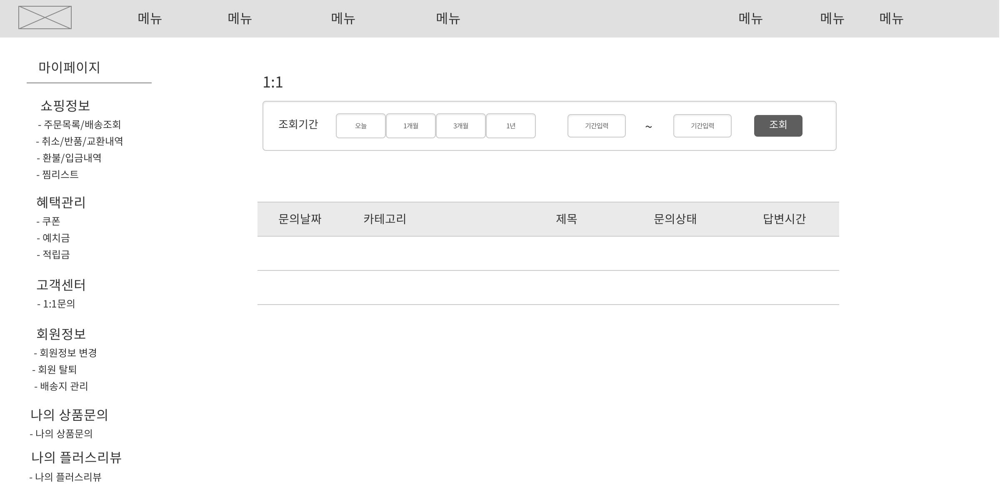 메뉴 메뉴 메뉴 메뉴 메뉴 메뉴 메뉴
마이페이지
쇼핑정보
- 주문목록/배송조회
- 취소/반품/교환내역
- 환불/입금내역
- 찜리스트
혜택관리
- 쿠폰
- 예치금
- 적립금
고객센터
- 1:1문의
회원정보
- 회원정보 변경
- 회원 탈퇴
- 배송지 관리
나의 상품문의
- 나의 상품문의
나의 플러스리뷰
- 나의 플러스리뷰
1:1
조회기간 오늘 1개월 3개월 1년 기간입력 ~ 기간입력 조회
문의날짜 카테고리 제목 문의상태 답변시간